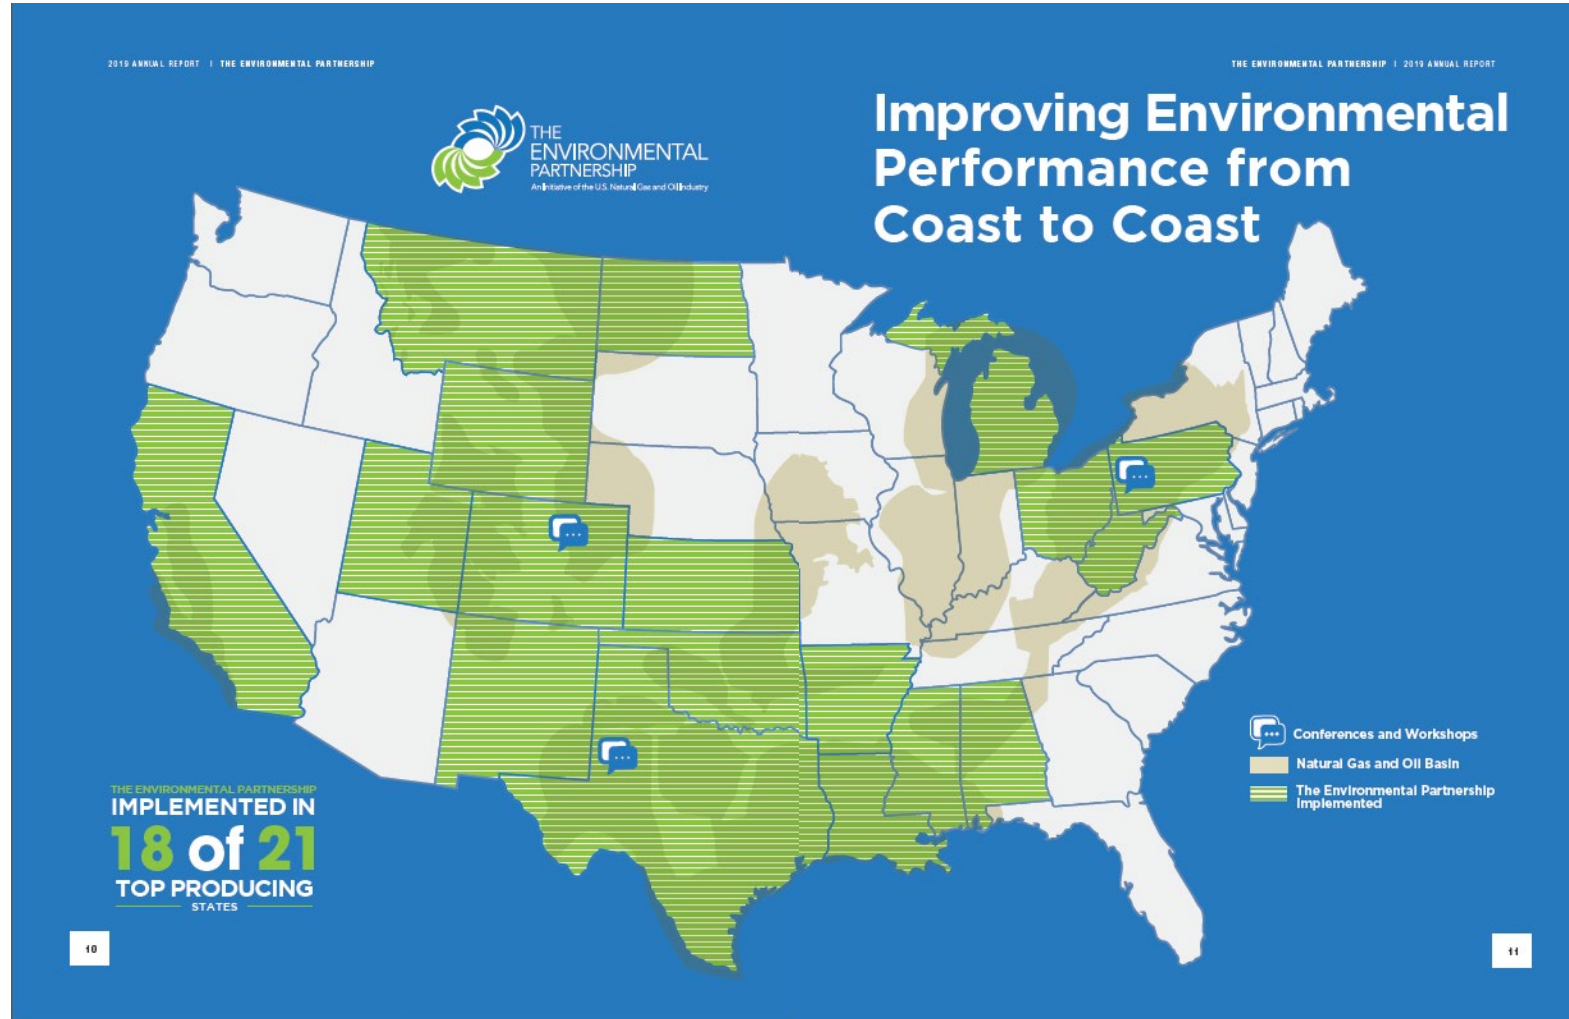 2019 ANNUAL REPORT | THE ENVIRONMENTAL PARTNERSHIP
THE ENVIRONMENTAL PARTNERSHIP | 2019 ANNUAL REPORT
Improving Environmental
Performance from
Coast to Coast
THE
ENVIRONMENTAL
PARTNERSHIP
An Initiative of the U.S. Natural Gas and Oil Industry
Conferences and Workshops
Natural Gas and Oil Basin
The Environmental Partnership
Implemented
THE ENVIRONMENTAL PARTNERSHIP
IMPLEMENTED IN
18 of 21
TOP PRODUCING
STATES
10
11